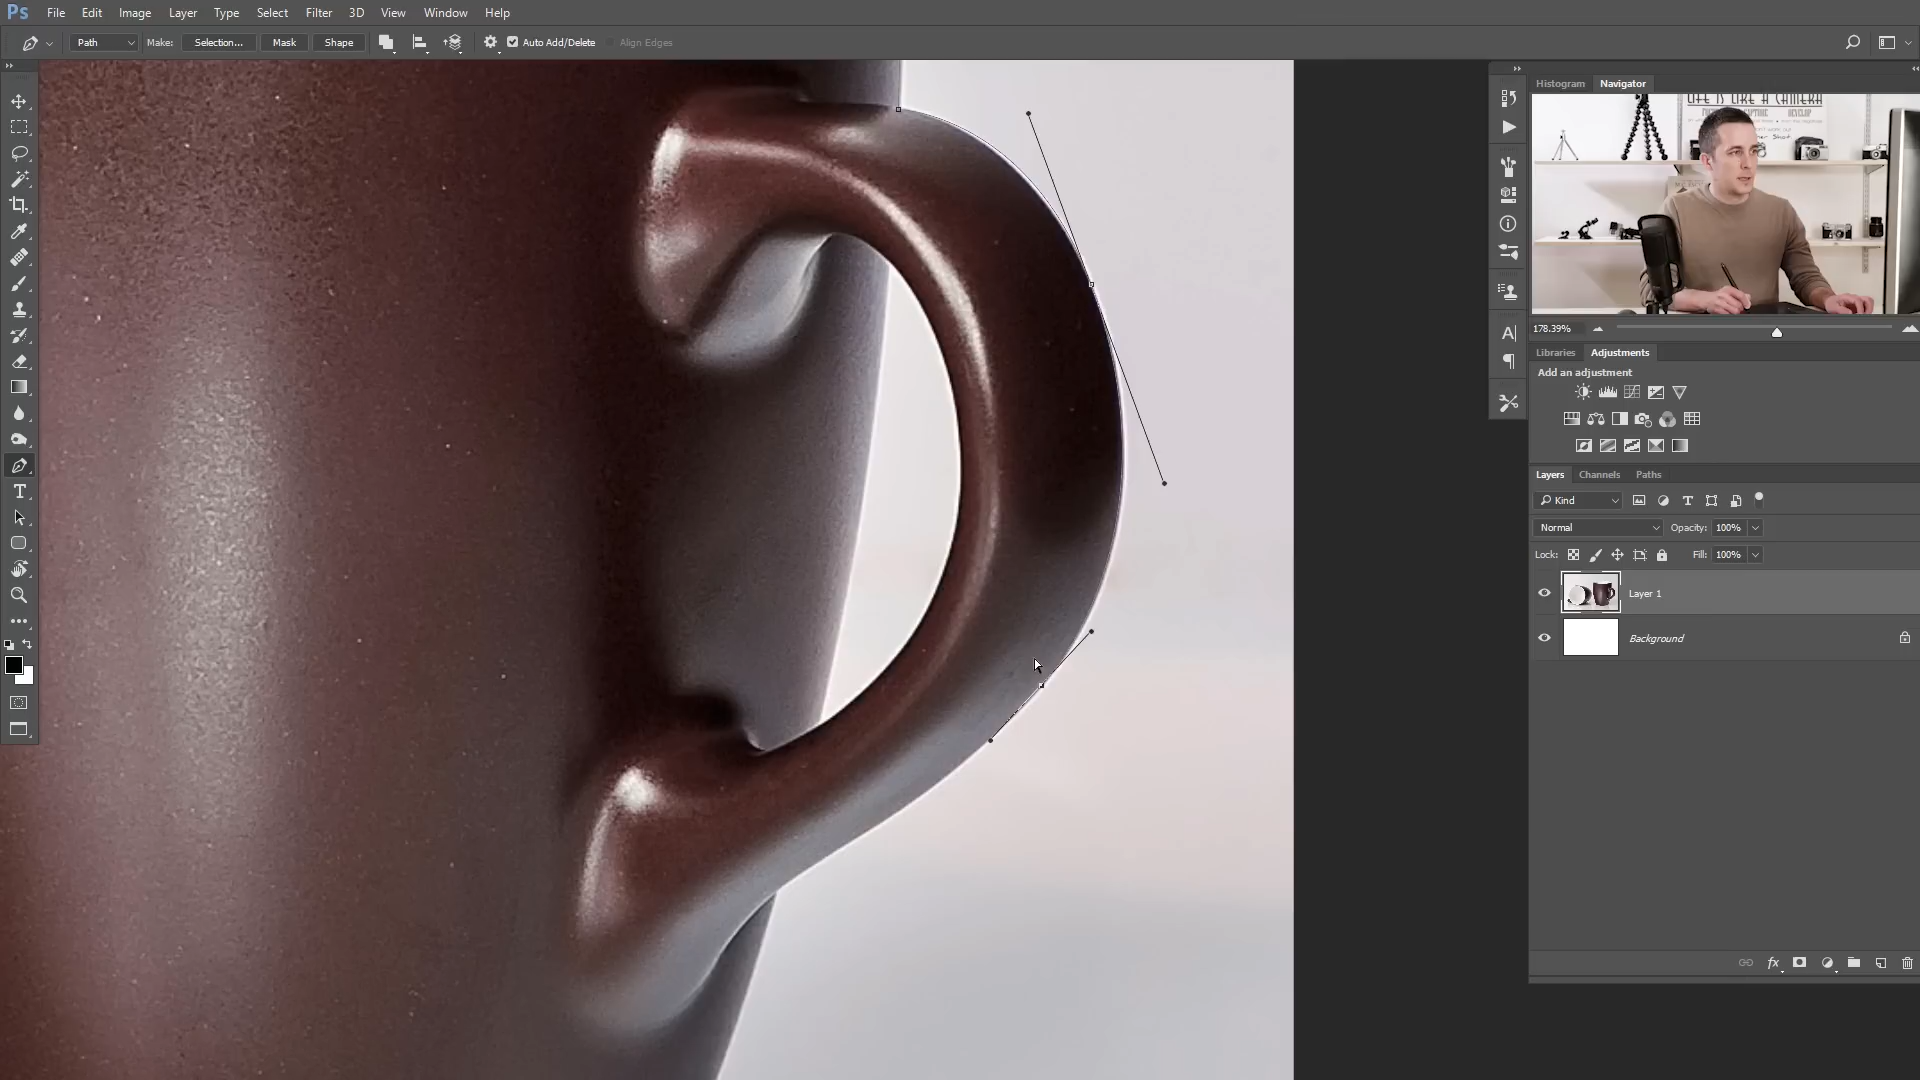 Ps File Edit Image Layer Type Select Filter 3D View Window Help
Path Make: Selection... Mask Shape Auto Add/Delete Align Edges
Histogram Navigator
LIFE IS LIKE A CAMERA
178.39%
Libraries Adjustments
Add an adjustment
Layers Channels Paths
Kind
Normal Opacity: 100%
Lock: Fill: 100%
Layer 1
Background